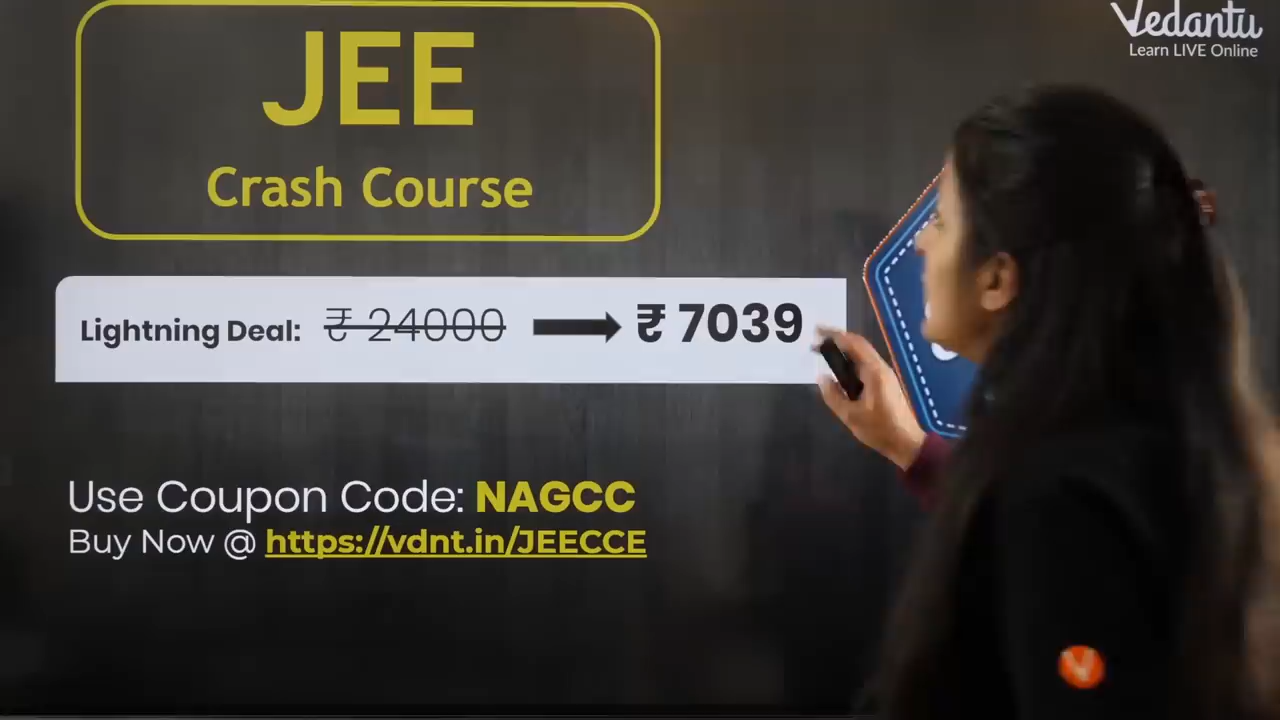 Vedantu
Learn LIVE Online
JEE
Crash Course
Lightning Deal: ₹ 24000 ₹ 7039
Use Coupon Code: NAGCC
Buy Now @ https://vdnt.in/JEECCE